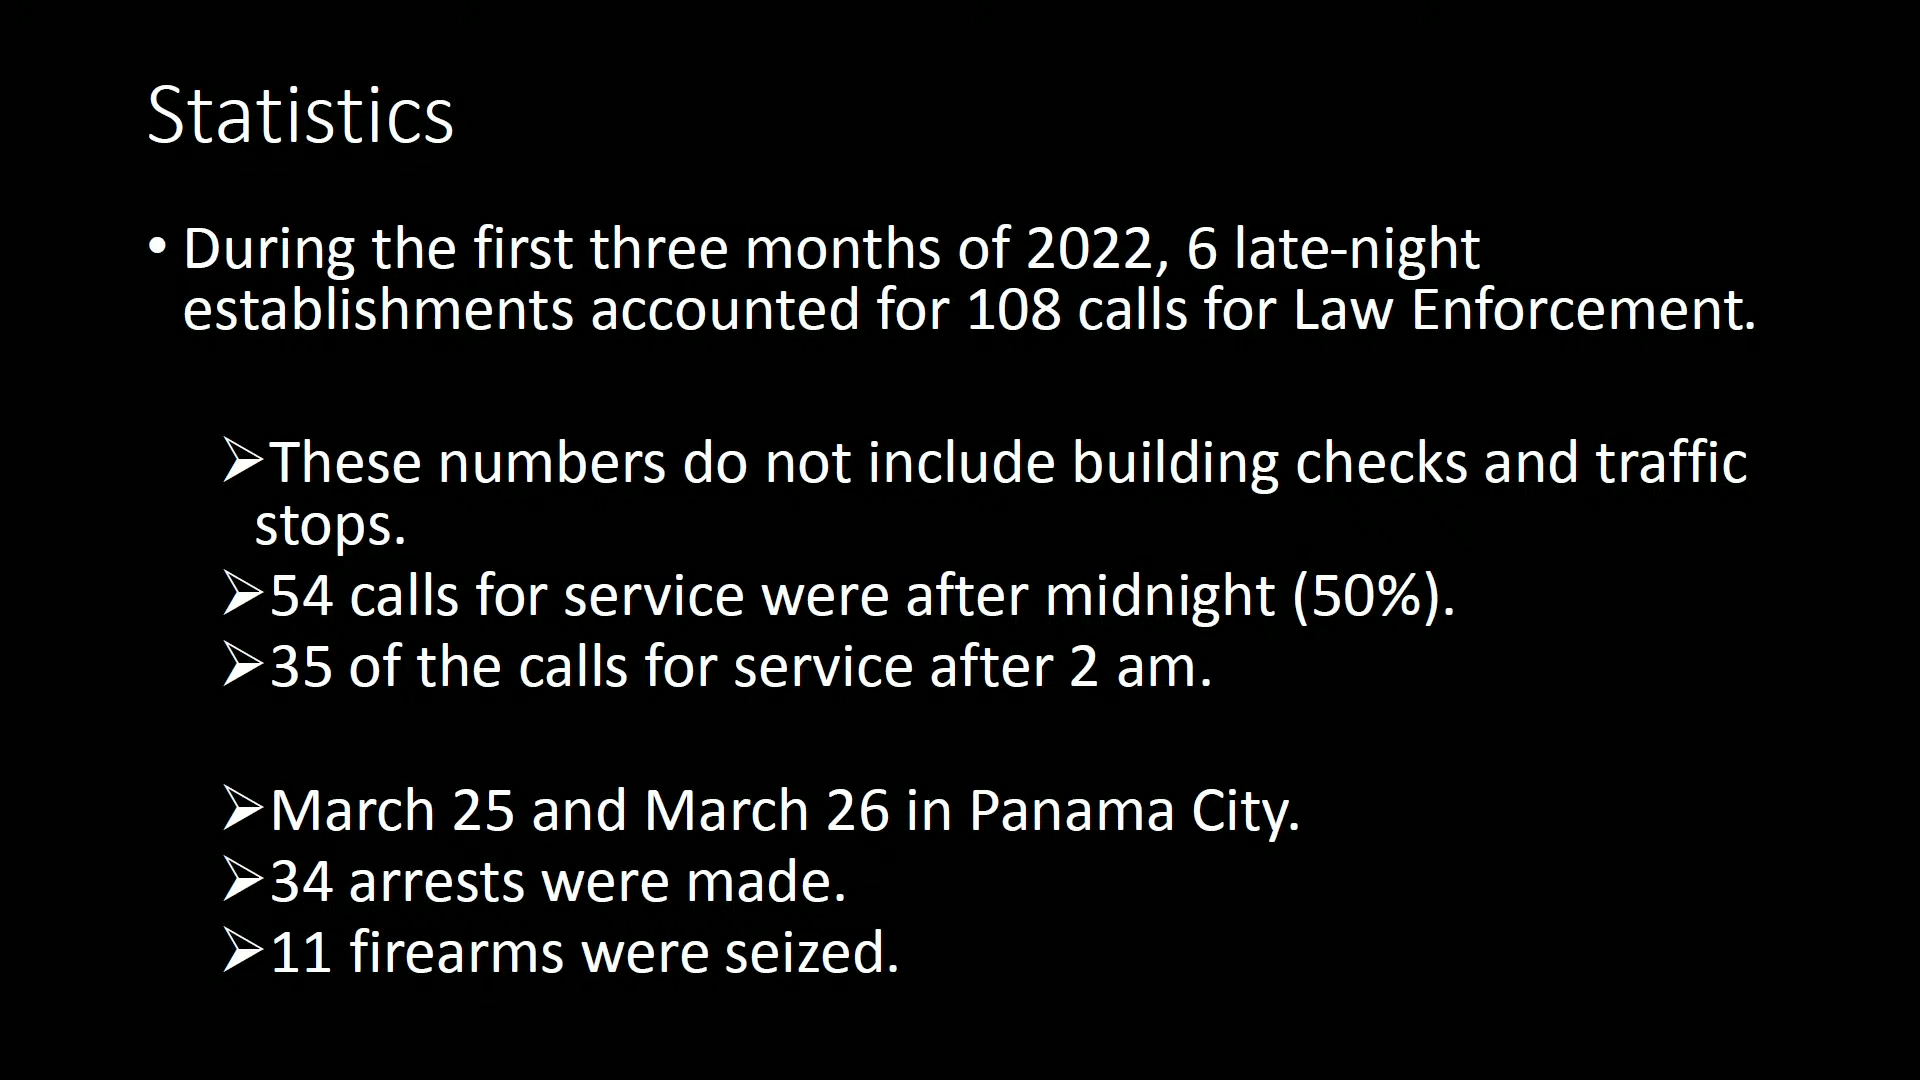 Statistics
• During the first three months of 2022, 6 late-night
establishments accounted for 108 calls for Law Enforcement.
➢These numbers do not include building checks and traffic
stops.
➢54 calls for service were after midnight (50%).
➢35 of the calls for service after 2 am.
➢March 25 and March 26 in Panama City.
➢34 arrests were made.
➢11 firearms were seized.